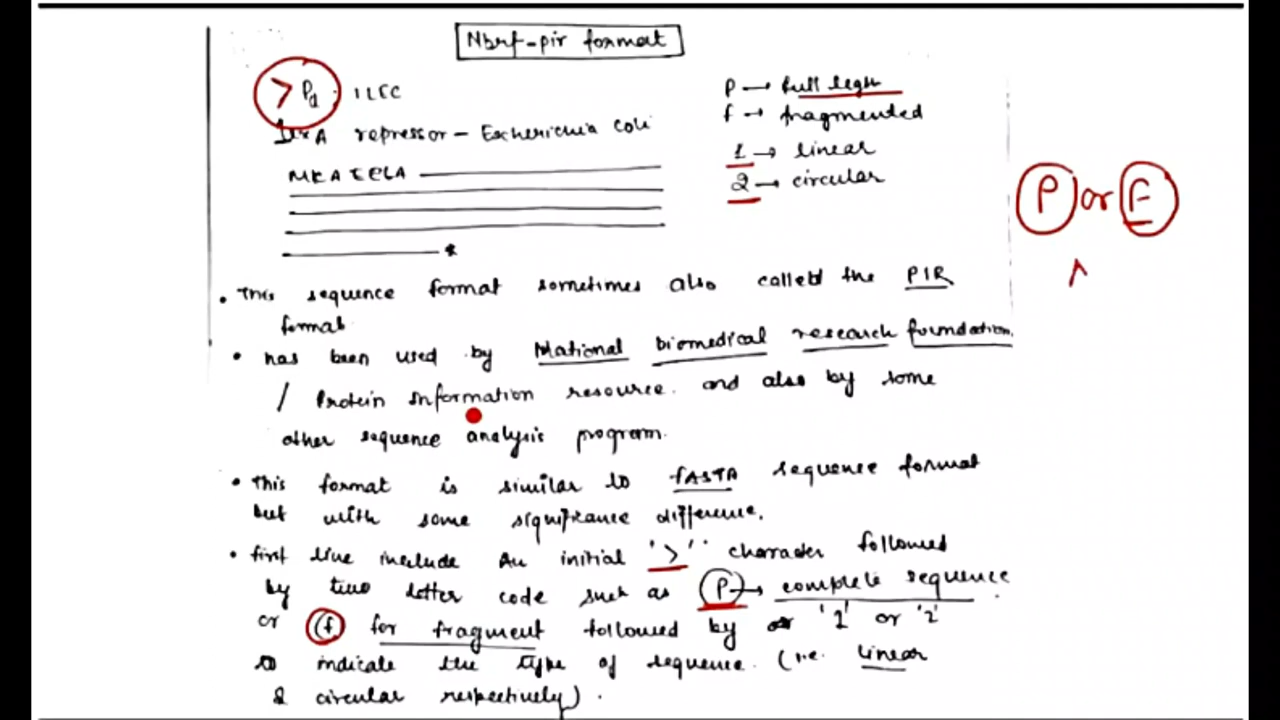 Nbrf-pir format
> P1 ILEC
LexA repressor - Escherichia coli
MKATELA
*
P → full legn
f → fragmented
1 → linear
2 → circular
P or F
• This sequence format sometimes also called the PIR
format
• has been used by National biomedical research foundation.
/ Protein information resource. and also by some
other sequence analysis program.
• This format is similar to fASTA sequence format
but with some significance difference.
• first line include An initial '>' character followed
by two letter code such as P → complete sequence.
or (f) for fragment followed by '1' or '2'
to indicate the type of sequence. (i.e. linear
& circular respectively).